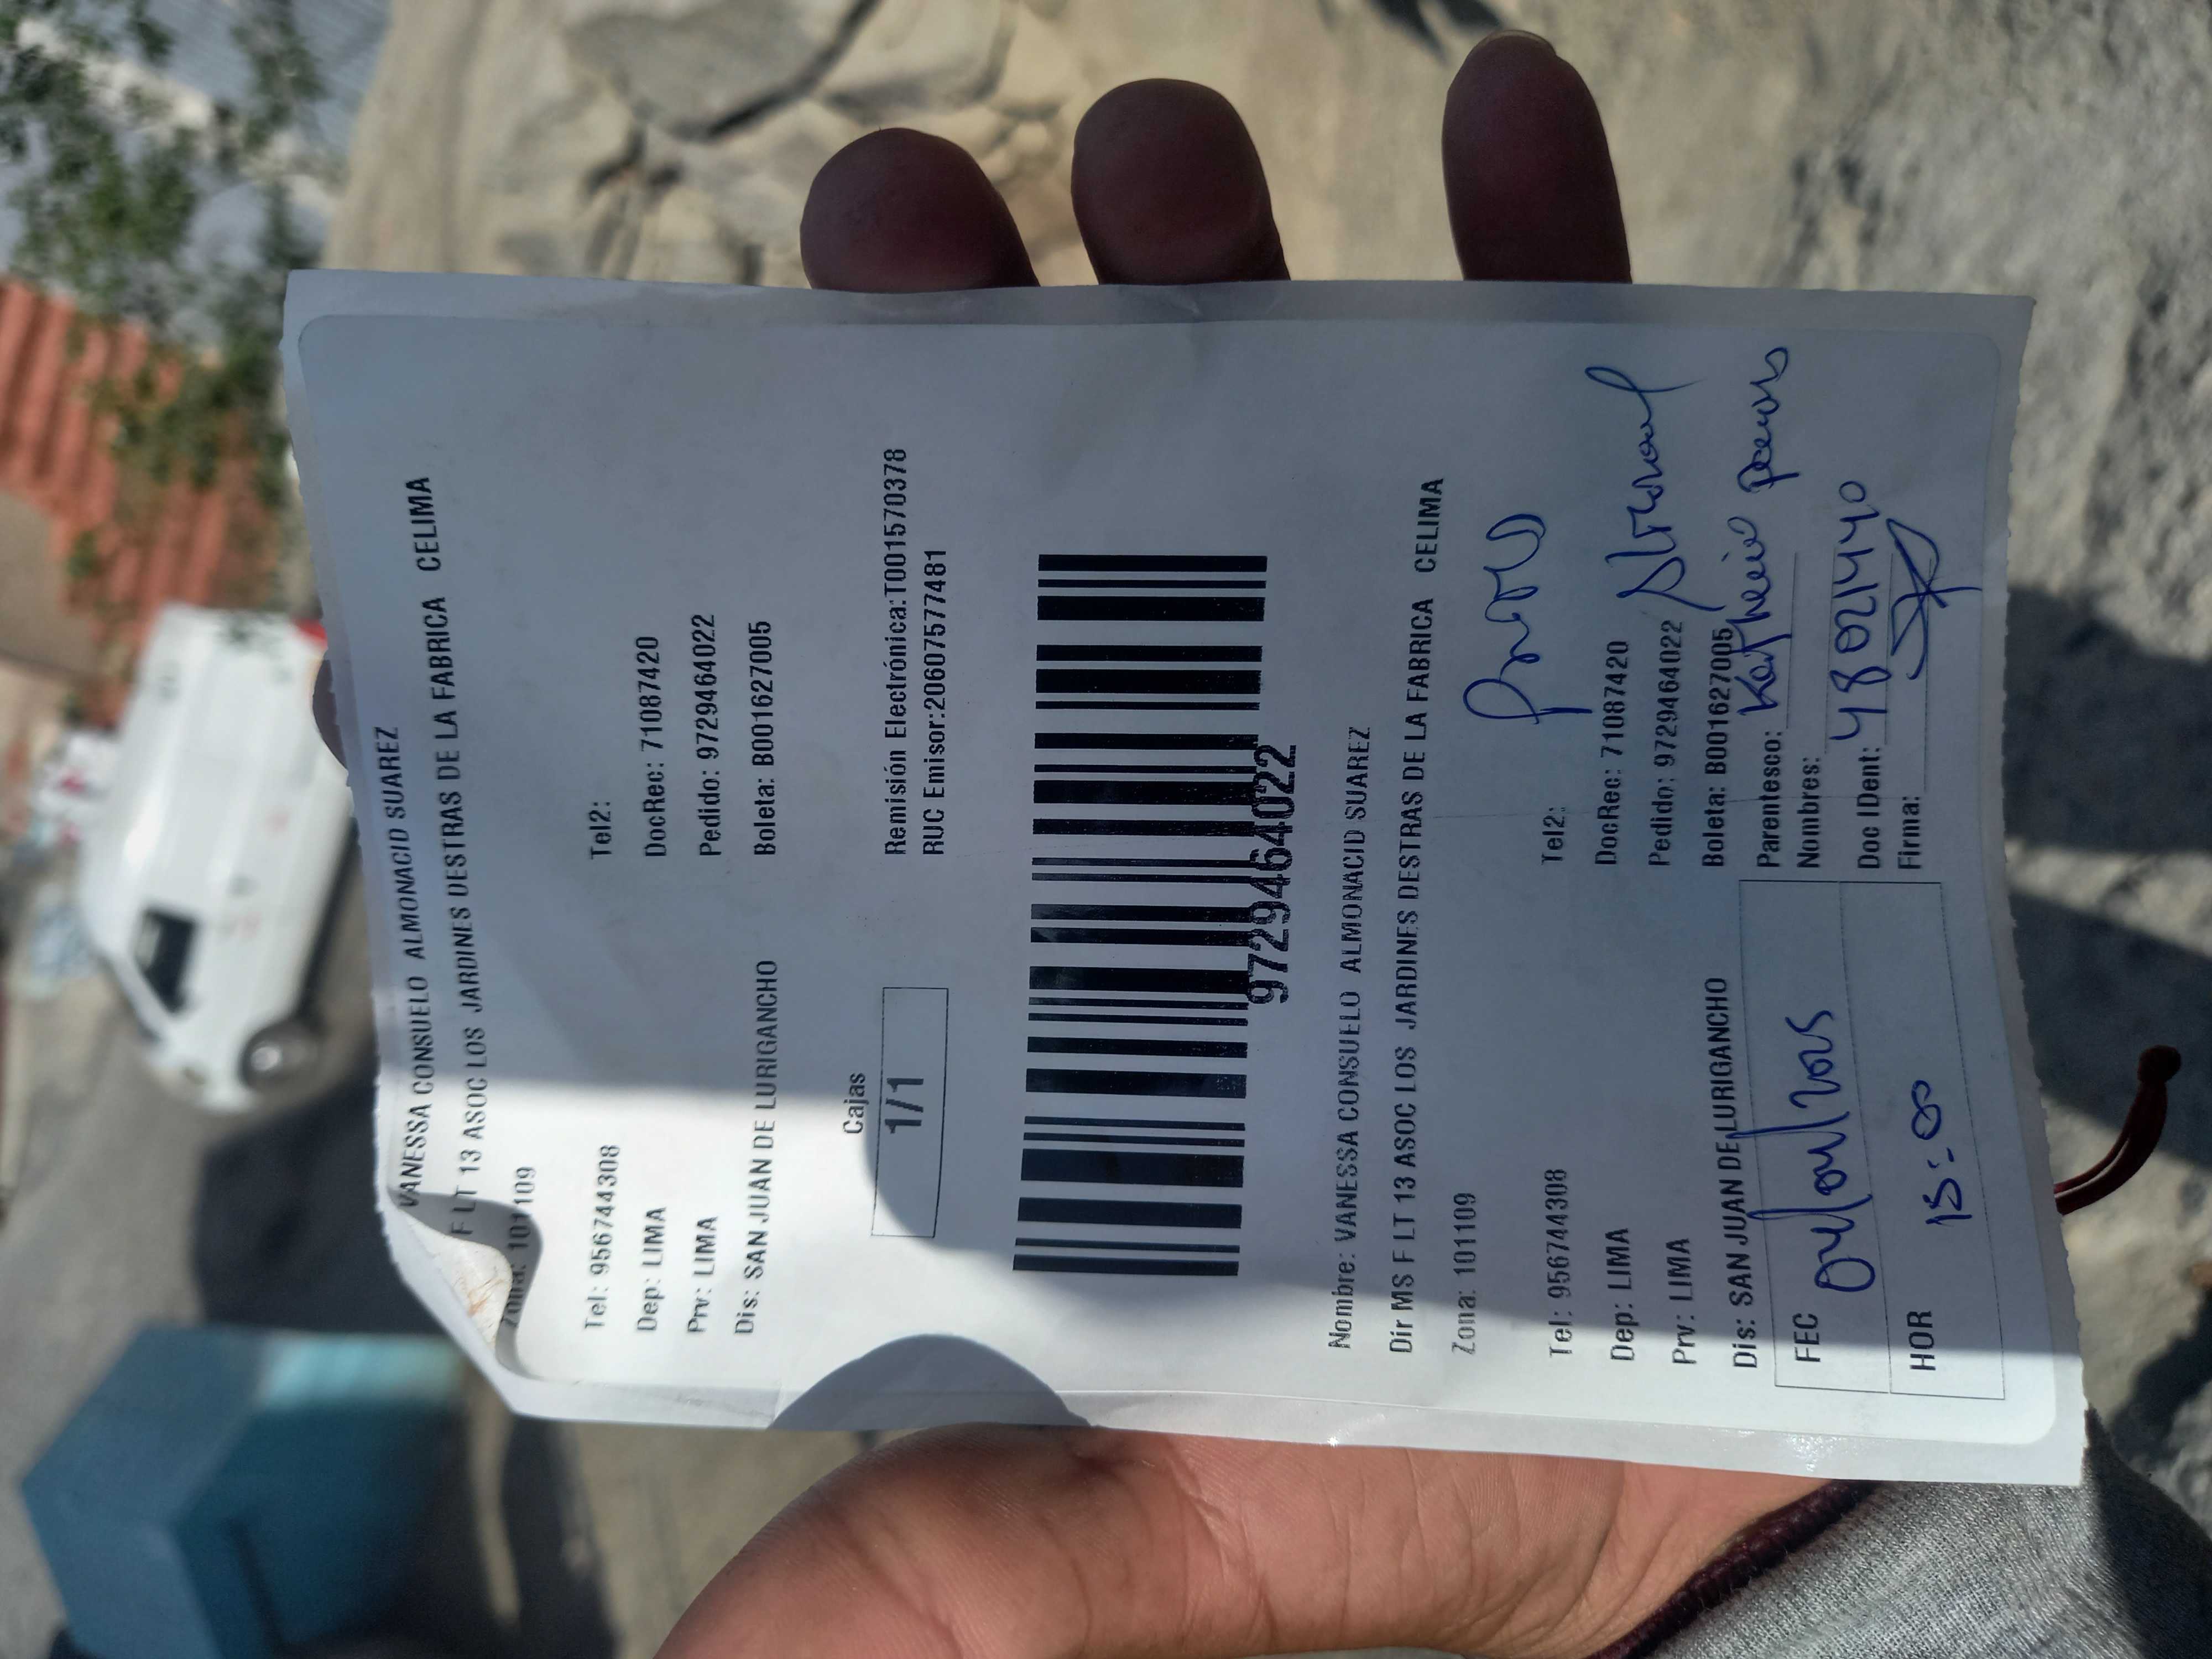 VANESSA CONSUELO ALMONACID SUAREZ
F LT 13 ASOC LOS JARDINES DESTRAS DE LA FABRICA CELIMA
Zona: 101109
Tel: 956744308 Tel2:
Dep: LIMA DocRec: 71087420
Prv: LIMA Pedido: 9729464022
Dis: SAN JUAN DE LURIGANCHO Boleta: B001627005
Cajas
1/1
Remisión Electrónica:T001570378
RUC Emisor:20607577481
9729464022
Nombre: VANESSA CONSUELO ALMONACID SUAREZ
Dir MS F LT 13 ASOC LOS JARDINES DESTRAS DE LA FABRICA CELIMA
Zona: 101109
Tel: 956744308 Tel2:
Dep: LIMA DocRec: 71087420
Prv: LIMA Pedido: 9729464022
Dis: SAN JUAN DE LURIGANCHO Boleta: B001627005
Parentesco:
FEC 04/04/2025 Nombres:
Doc IDent: 48021440
HOR 15:00 Firma: